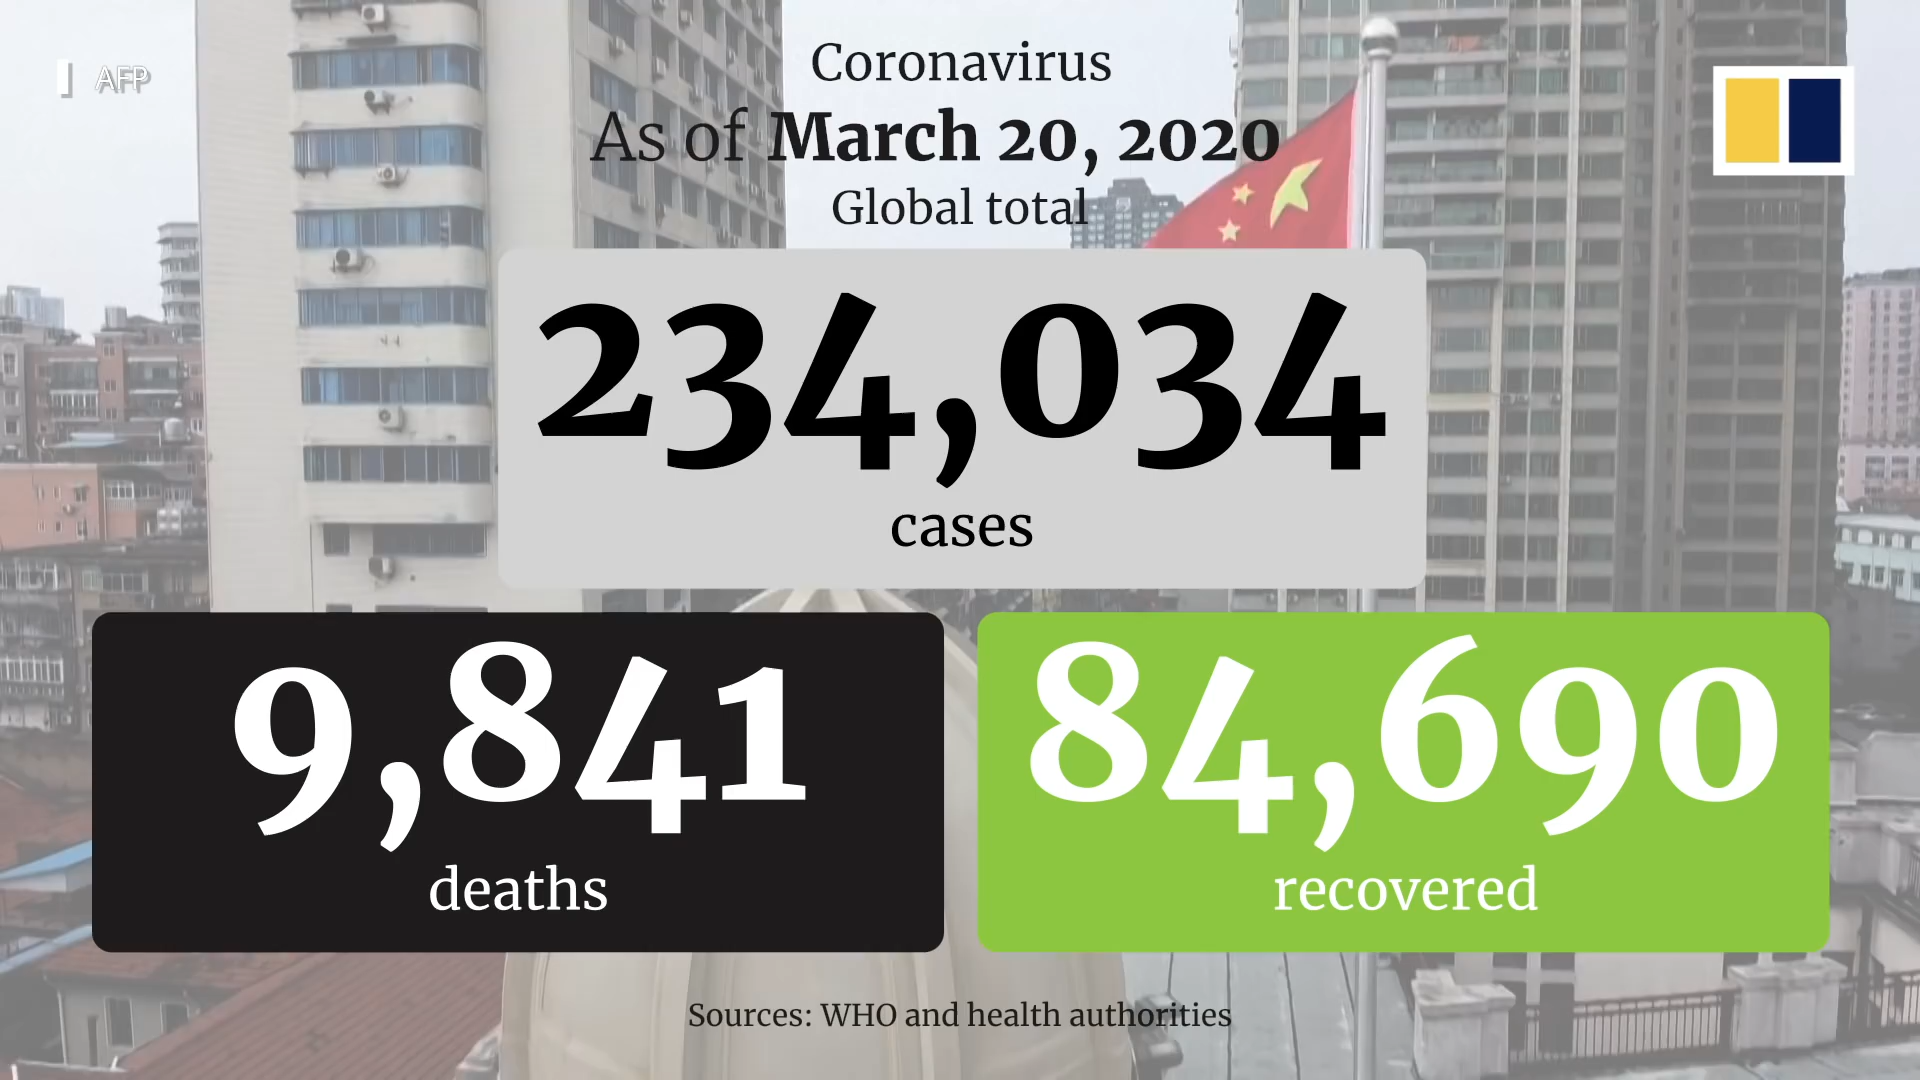 AFP
Coronavirus
As of March 20, 2020
Global total
234,034
cases
9,841
deaths
84,690
recovered
Sources: WHO and health authorities